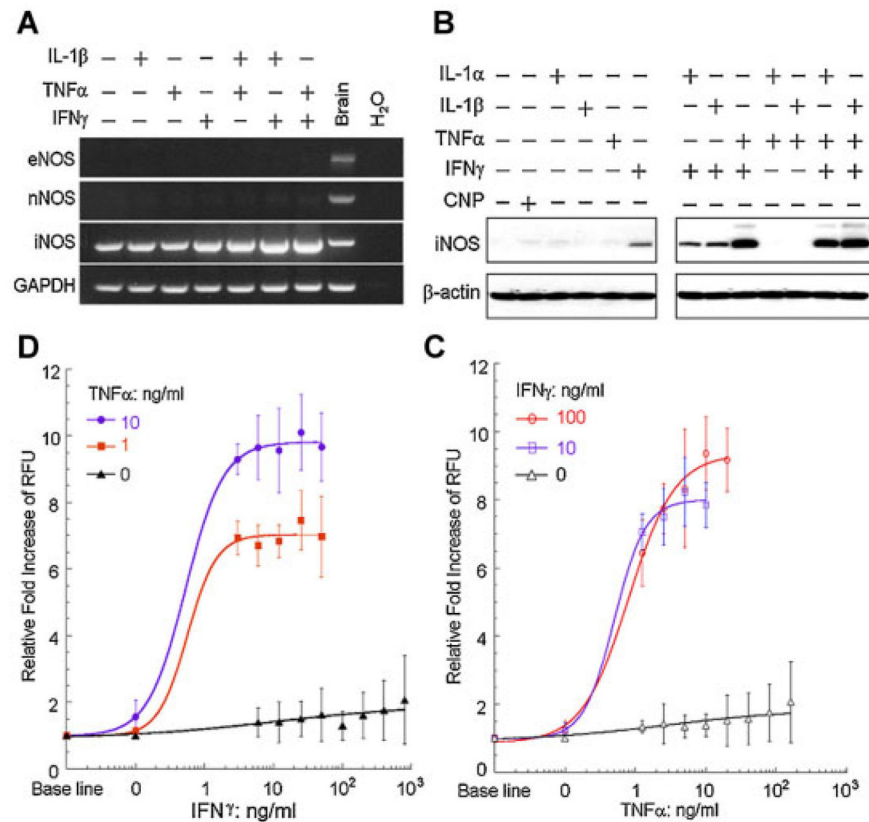 A
IL-1β − + − − + + −
TNFα − − + − + − +
IFNγ − − − + − + +
Brain
H₂O
eNOS
nNOS
iNOS
GAPDH
B
IL-1α − − + − − − + − − + − + −
IL-1β − − − + − − − + − − + − +
TNFα − − − − + − − − + + + + +
IFNγ − − − − − + + + + − − + +
CNP − + − − − − − − − − − − −
iNOS
β-actin
D
TNFα: ng/ml
10
1
0
Relative Fold Increase of RFU
12
10
8
6
4
2
0
Base line 0 1 10 10² 10³
IFNγ: ng/ml
C
IFNγ: ng/ml
100
10
0
Relative Fold Increase of RFU
12
10
8
6
4
2
0
Base line 0 1 10 10² 10³
TNFα: ng/ml